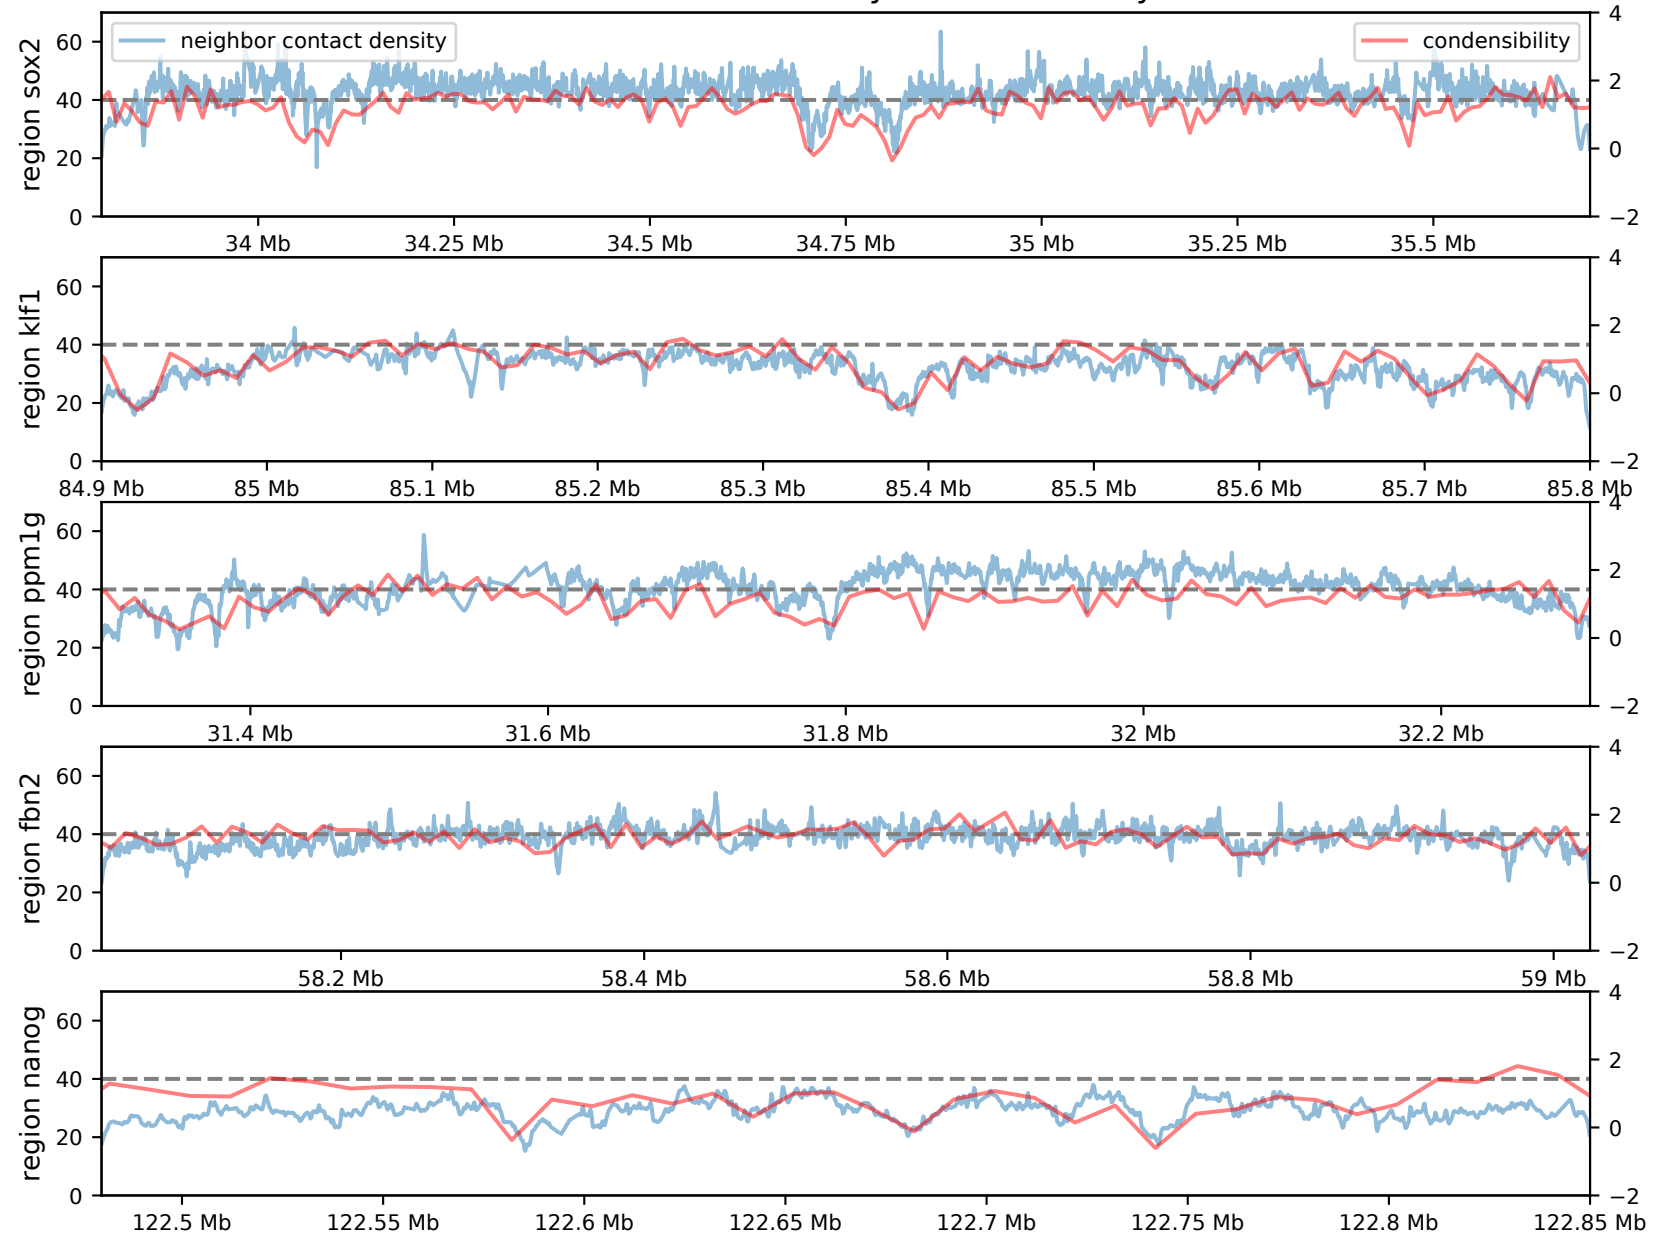 neighbor contact density
condensibility
region sox2
60
40
20
0
4
2
0
−2
34 Mb
34.25 Mb
34.5 Mb
34.75 Mb
35 Mb
35.25 Mb
35.5 Mb
region klf1
60
40
20
0
4
2
0
−2
84.9 Mb
85 Mb
85.1 Mb
85.2 Mb
85.3 Mb
85.4 Mb
85.5 Mb
85.6 Mb
85.7 Mb
85.8 Mb
region ppm1g
60
40
20
0
4
2
0
−2
31.4 Mb
31.6 Mb
31.8 Mb
32 Mb
32.2 Mb
region fbn2
60
40
20
0
4
2
0
−2
58.2 Mb
58.4 Mb
58.6 Mb
58.8 Mb
59 Mb
region nanog
60
40
20
0
4
2
0
−2
122.5 Mb
122.55 Mb
122.6 Mb
122.65 Mb
122.7 Mb
122.75 Mb
122.8 Mb
122.85 Mb